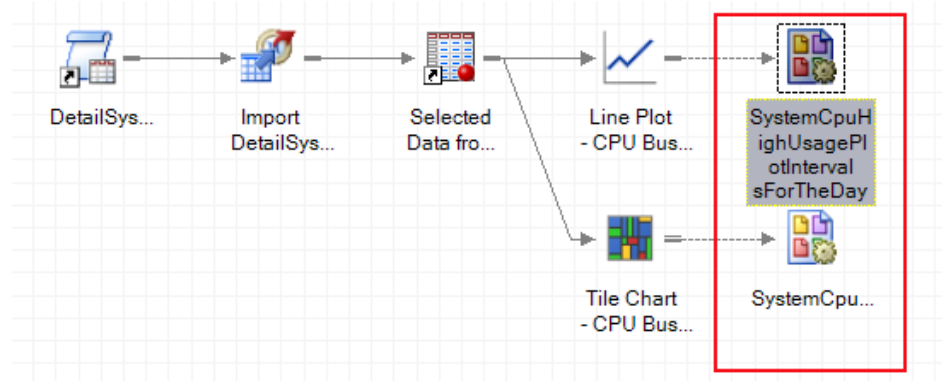 DetailSys...
Import
DetailSys...
Selected
Data fro...
Line Plot
- CPU Bus...
SystemCpuH
ighUsagePl
otInterval
sForTheDay
Tile Chart
- CPU Bus...
SystemCpu...